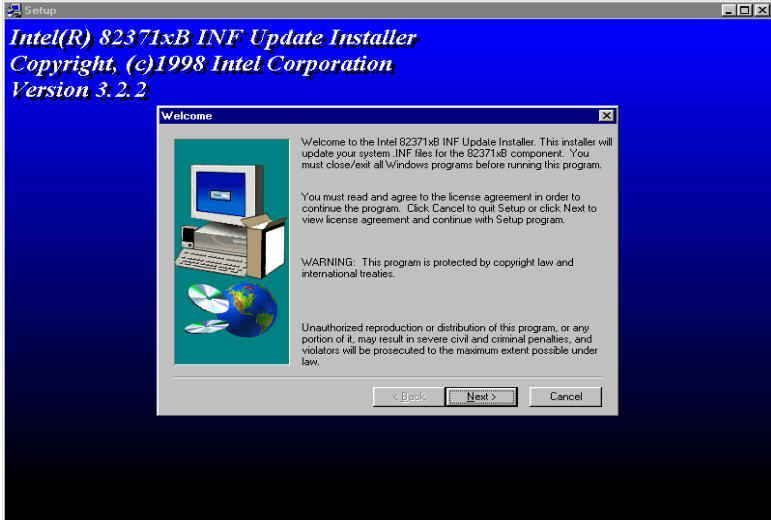 Setup
Intel(R) 82371xB INF Update Installer
Copyright, (c)1998 Intel Corporation
Version 3.2.2
Welcome
Welcome to the Intel 82371xB INF Update Installer. This installer will
update your system .INF files for the 82371xB component. You
must close/exit all Windows programs before running this program.
You must read and agree to the license agreement in order to
continue the program. Click Cancel to quit Setup or click Next to
view license agreement and continue with Setup program.
WARNING: This program is protected by copyright law and
international treaties.
Unauthorized reproduction or distribution of this program, or any
portion of it, may result in severe civil and criminal penalties, and
violators will be prosecuted to the maximum extent possible under
law.
< Back Next > Cancel